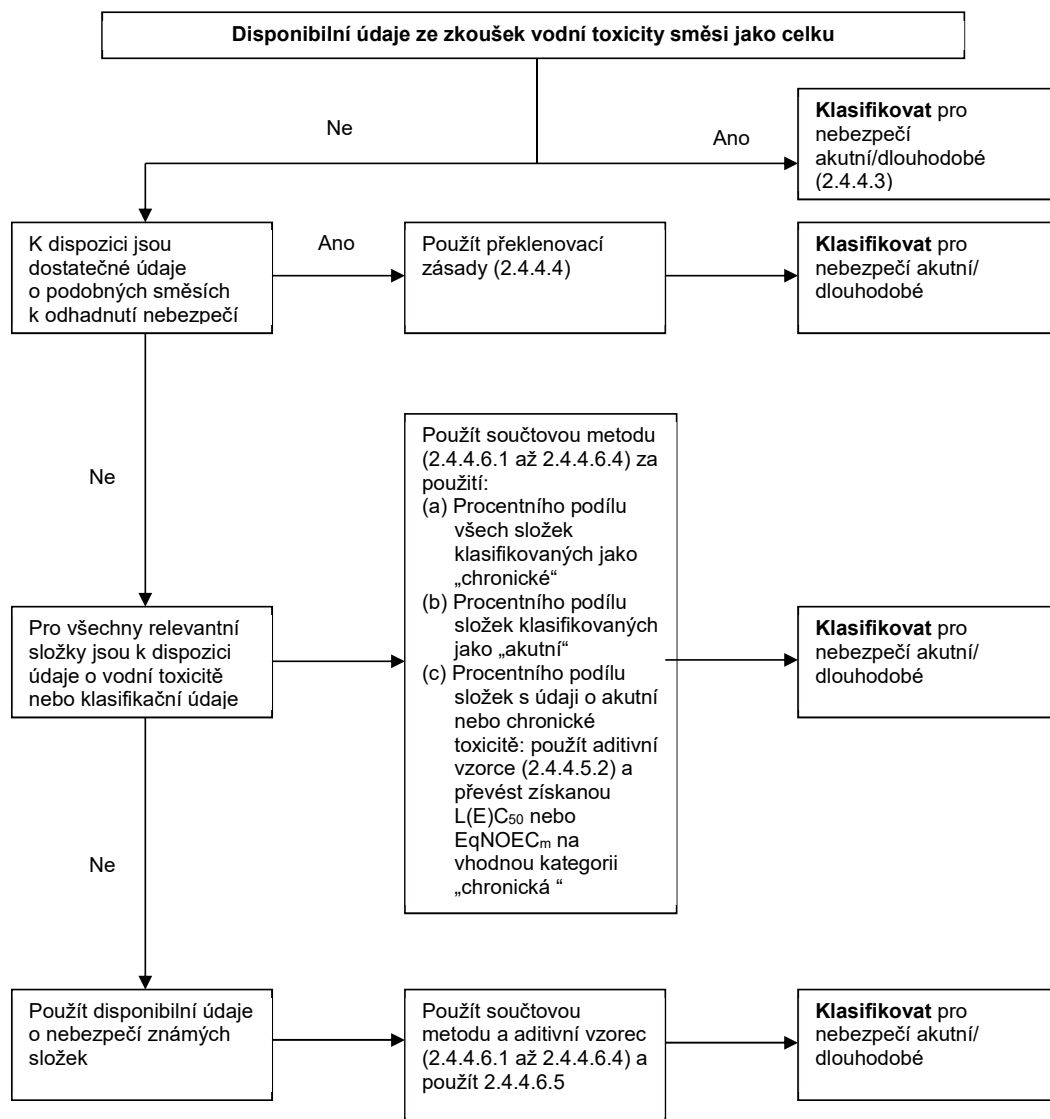 Disponibilní údaje ze zkoušek vodní toxicity směsi jako celku
Ne
Ano
Klasifikovat pro
nebezpečí
akutní/dlouhodobé
(2.4.4.3)
K dispozici jsou
dostatečné údaje
o podobných směsích
k odhadnutí nebezpečí
Ano
Použít překlenovací
zásady (2.4.4.4)
Klasifikovat pro
nebezpečí akutní/
dlouhodobé
Ne
Použít součtovou metodu
(2.4.4.6.1 až 2.4.4.6.4) za
použití:
(a) Procentního podílu
všech složek
klasifikovaných jako
„chronické“
(b) Procentního podílu
složek klasifikovaných
jako „akutní“
(c) Procentního podílu
složek s údaji o akutní
nebo chronické
toxicitě: použít aditivní
vzorce (2.4.4.5.2) a
převést získanou
L(E)C₅₀ nebo
EqNOECₘ na
vhodnou kategorii
„chronická “
Pro všechny relevantní
složky jsou k dispozici
údaje o vodní toxicitě
nebo klasifikační údaje
Klasifikovat pro
nebezpečí akutní/
dlouhodobé
Ne
Použít disponibilní údaje
o nebezpečí známých
složek
Použít součtovou
metodu a aditivní vzorec
(2.4.4.6.1 až 2.4.4.6.4) a
použít 2.4.4.6.5
Klasifikovat pro
nebezpečí akutní/
dlouhodobé